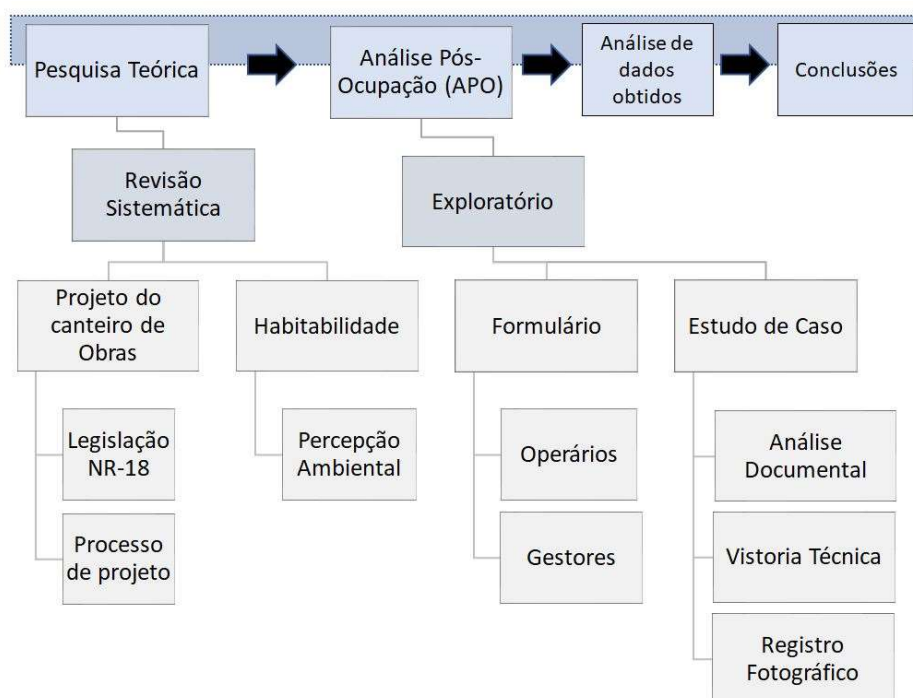 Pesquisa Teórica
Análise Pós-
Ocupação (APO)
Análise de
dados
obtidos
Conclusões
Revisão
Sistemática
Exploratório
Projeto do
canteiro de
Obras
Habitabilidade
Formulário
Estudo de Caso
Legislação
NR-18
Percepção
Ambiental
Operários
Análise
Documental
Processo
de projeto
Gestores
Vistoria Técnica
Registro
Fotográfico